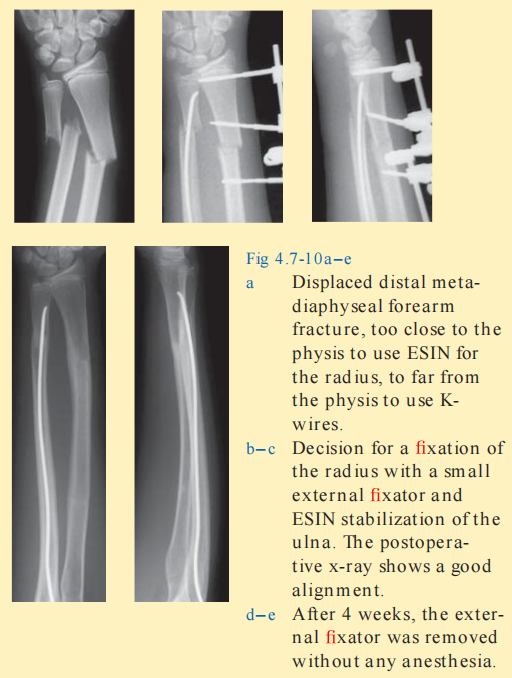 Fig 4.7-10a–e
a Displaced distal meta-
diaphyseal forearm
fracture, too close to the
physis to use ESIN for
the radius, to far from
the physis to use K-
wires.
b–c Decision for a fixation of
the radius with a small
external fixator and
ESIN stabilization of the
ulna. The postopera-
tive x-ray shows a good
alignment.
d–e After 4 weeks, the exter-
nal fixator was removed
without any anesthesia.